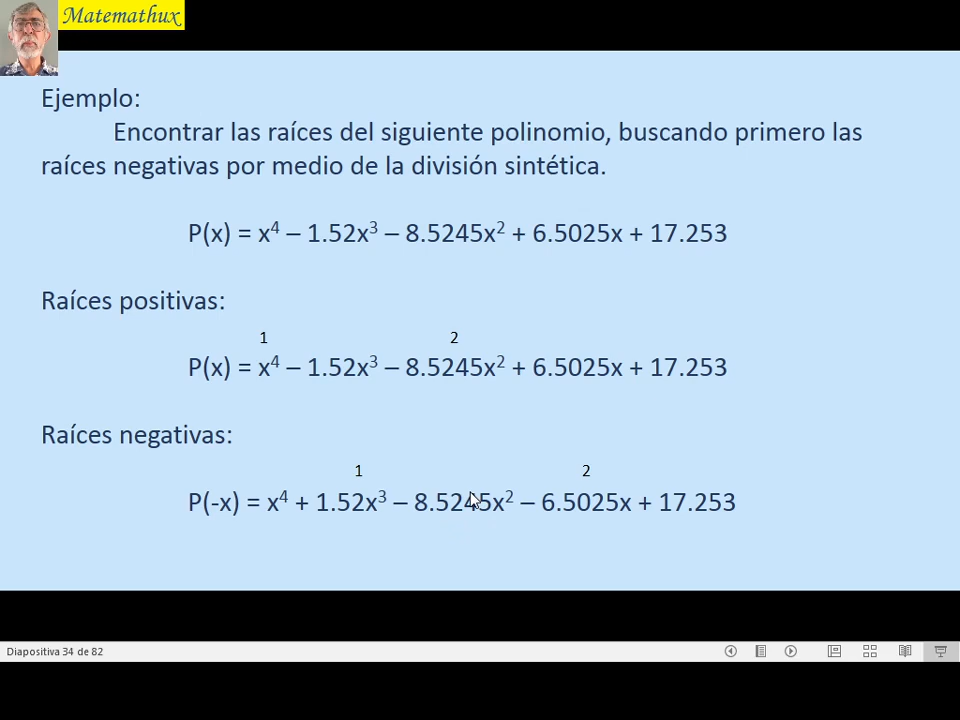 Matemathux
Ejemplo:
Encontrar las raíces del siguiente polinomio, buscando primero las
raíces negativas por medio de la división sintética.
P(x) = x⁴ – 1.52x³ – 8.5245x² + 6.5025x + 17.253
Raíces positivas:
1 2
P(x) = x⁴ – 1.52x³ – 8.5245x² + 6.5025x + 17.253
Raíces negativas:
1 2
P(-x) = x⁴ + 1.52x³ – 8.5245x² – 6.5025x + 17.253
Diapositiva 34 de 82